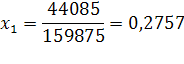 x₁ = 44085 / 159875 = 0,2757